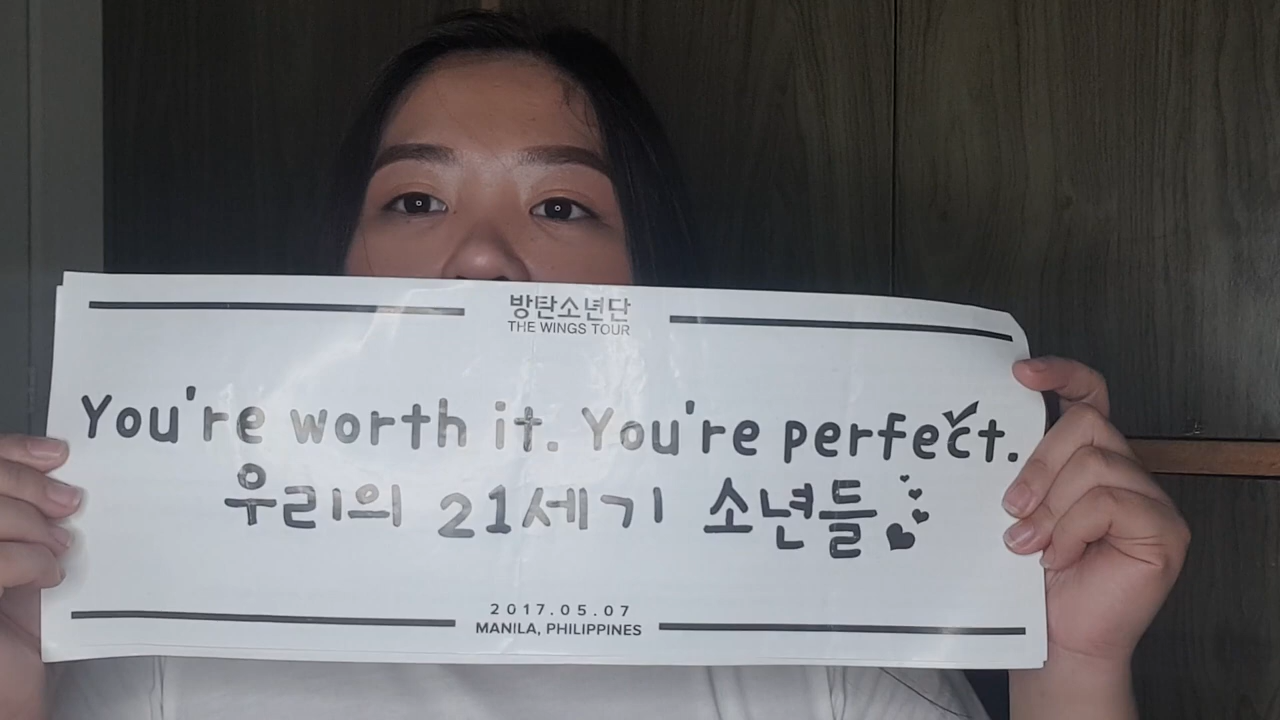 방탄소년단
THE WINGS TOUR
You're worth it. You're perfect.
우리의 21세기 소년들
2017.05.07
MANILA, PHILIPPINES